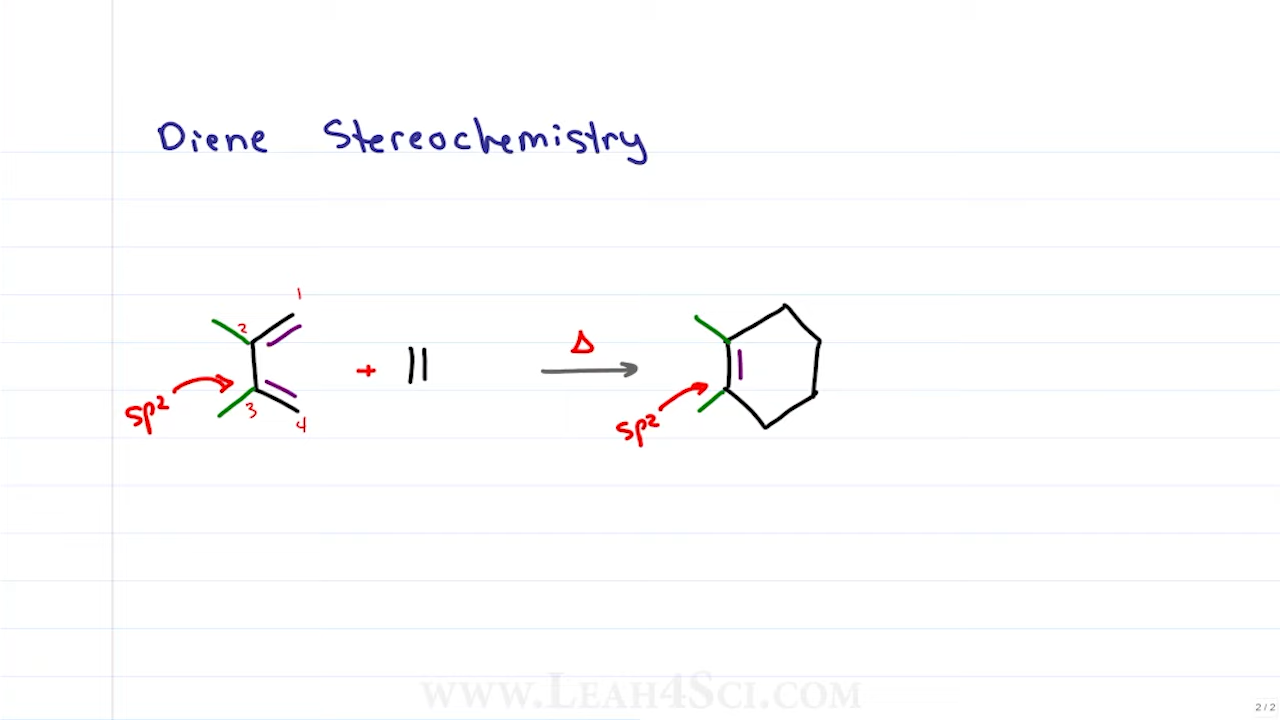 Diene Stereochemistry
1
2
3
4
sp²
+
Δ
sp²
www.Leah4Sci.com
2 / 2